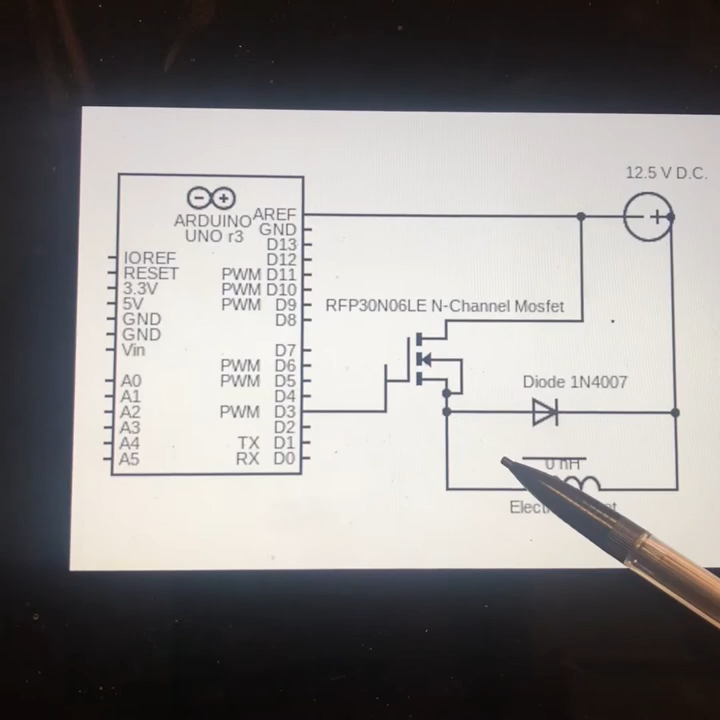 12.5 V D.C.
ARDUINO
UNO r3
AREF
GND
D13
IOREF
D12
RESET
PWM D11
3.3V
PWM D10
5V
PWM D9
RFP30N06LE N-Channel Mosfet
GND
D8
GND
Vin
D7
PWM D6
A0
PWM D5
Diode 1N4007
A1
D4
A2
PWM D3
A3
D2
A4
TX D1
A5
RX D0
0 nH